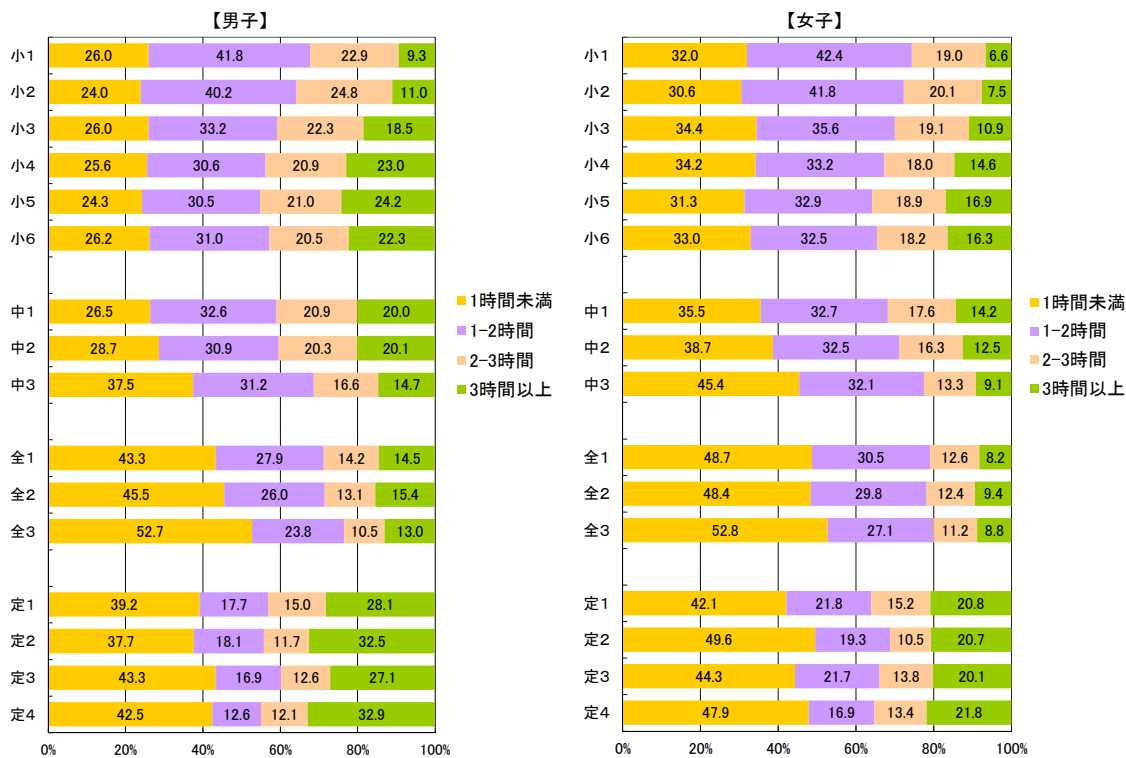 【男子】
小1 26.0 41.8 22.9 9.3
小2 24.0 40.2 24.8 11.0
小3 26.0 33.2 22.3 18.5
小4 25.6 30.6 20.9 23.0
小5 24.3 30.5 21.0 24.2
小6 26.2 31.0 20.5 22.3
中1 26.5 32.6 20.9 20.0
中2 28.7 30.9 20.3 20.1
中3 37.5 31.2 16.6 14.7
全1 43.3 27.9 14.2 14.5
全2 45.5 26.0 13.1 15.4
全3 52.7 23.8 10.5 13.0
定1 39.2 17.7 15.0 28.1
定2 37.7 18.1 11.7 32.5
定3 43.3 16.9 12.6 27.1
定4 42.5 12.6 12.1 32.9
0% 20% 40% 60% 80% 100%
1時間未満
1-2時間
2-3時間
3時間以上
【女子】
小1 32.0 42.4 19.0 6.6
小2 30.6 41.8 20.1 7.5
小3 34.4 35.6 19.1 10.9
小4 34.2 33.2 18.0 14.6
小5 31.3 32.9 18.9 16.9
小6 33.0 32.5 18.2 16.3
中1 35.5 32.7 17.6 14.2
中2 38.7 32.5 16.3 12.5
中3 45.4 32.1 13.3 9.1
全1 48.7 30.5 12.6 8.2
全2 48.4 29.8 12.4 9.4
全3 52.8 27.1 11.2 8.8
定1 42.1 21.8 15.2 20.8
定2 49.6 19.3 10.5 20.7
定3 44.3 21.7 13.8 20.1
定4 47.9 16.9 13.4 21.8
0% 20% 40% 60% 80% 100%
1時間未満
1-2時間
2-3時間
3時間以上